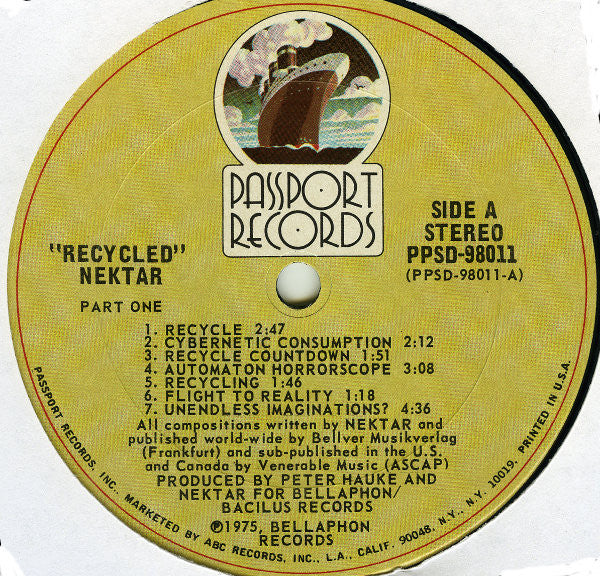 PASSPORT
RECORDS
"RECYCLED"
NEKTAR
PART ONE
SIDE A
STEREO
PPSD-98011
(PPSD-98011-A)
1. RECYCLE 2:47
2. CYBERNETIC CONSUMPTION 2:12
3. RECYCLE COUNTDOWN 1:51
4. AUTOMATON HORRORSCOPE 3:08
5. RECYCLING 1:46
6. FLIGHT TO REALITY 1:18
7. UNENDLESS IMAGINATIONS? 4:36
All compositions written by NEKTAR and
published world-wide by Bellver Musikverlag
(Frankfurt) and sub-published in the U.S.
and Canada by Venerable Music (ASCAP)
PRODUCED BY PETER HAUKE AND
NEKTAR FOR BELLAPHON/
BACILUS RECORDS
℗1975, BELLAPHON
RECORDS
PASSPORT RECORDS, INC., MARKETED BY ABC RECORDS, INC., L.A., CALIF. 90048, N.Y., N.Y. 10019. PRINTED IN U.S.A.